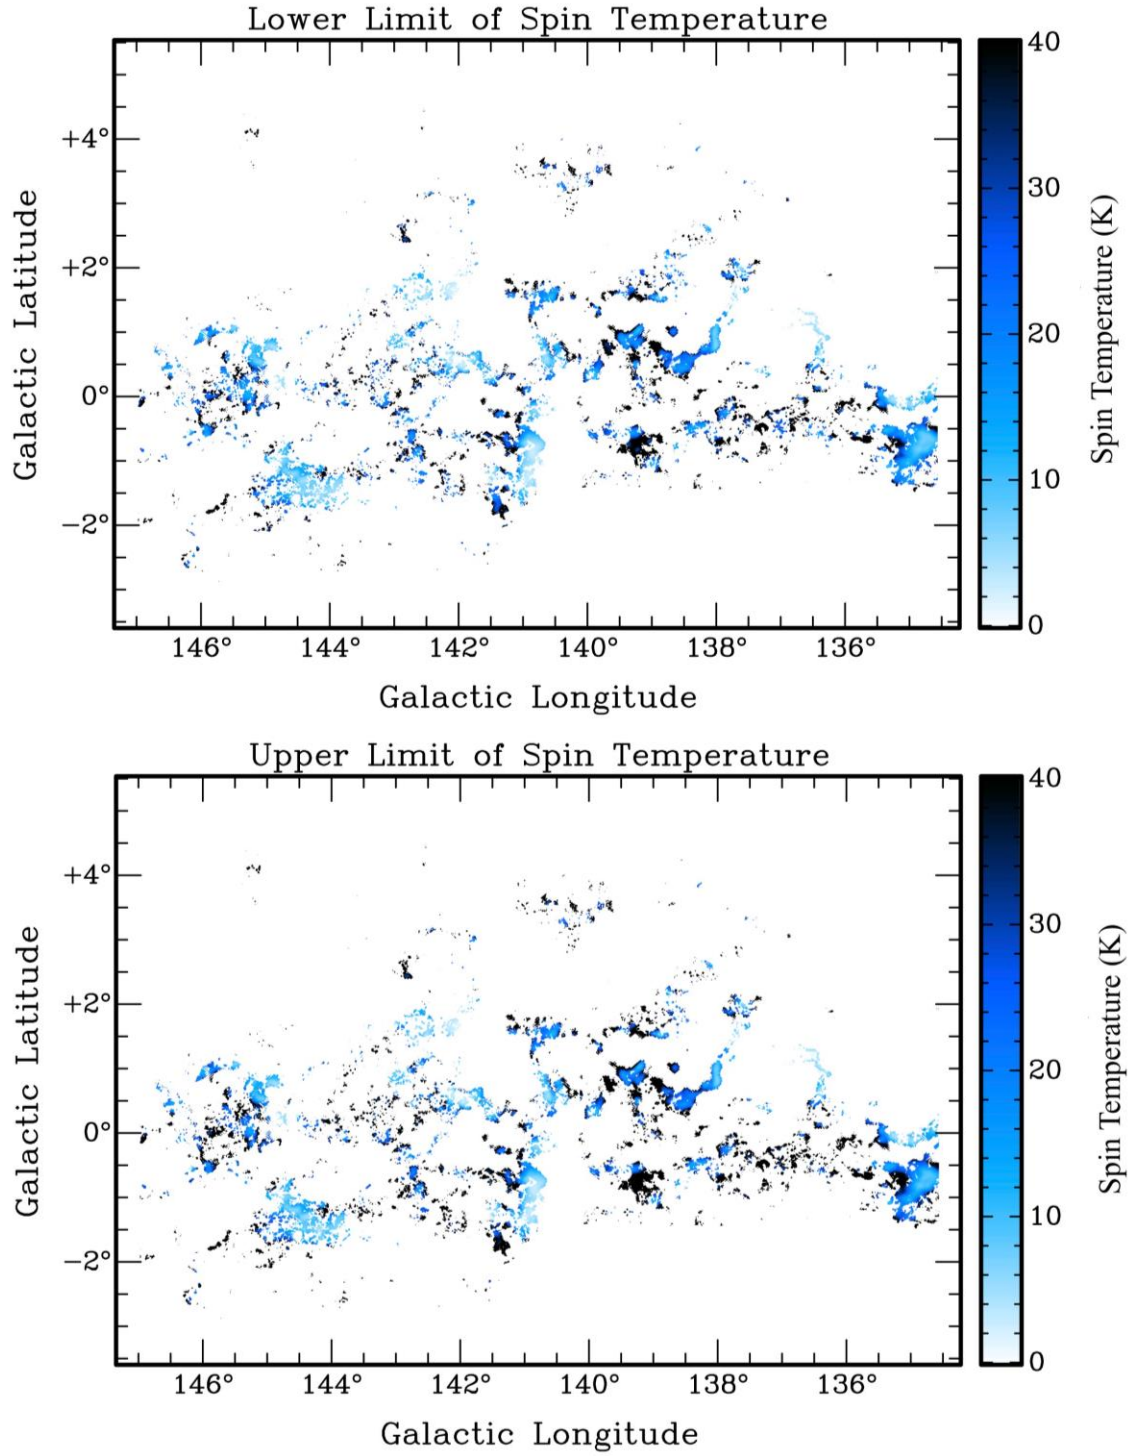 Lower Limit of Spin Temperature
40
+4°
30
+2°
20
0°
10
−2°
0
146° 144° 142° 140° 138° 136°
Galactic Longitude
Galactic Latitude
Spin Temperature (K)
Upper Limit of Spin Temperature
40
+4°
30
+2°
20
0°
10
−2°
0
146° 144° 142° 140° 138° 136°
Galactic Longitude
Galactic Latitude
Spin Temperature (K)